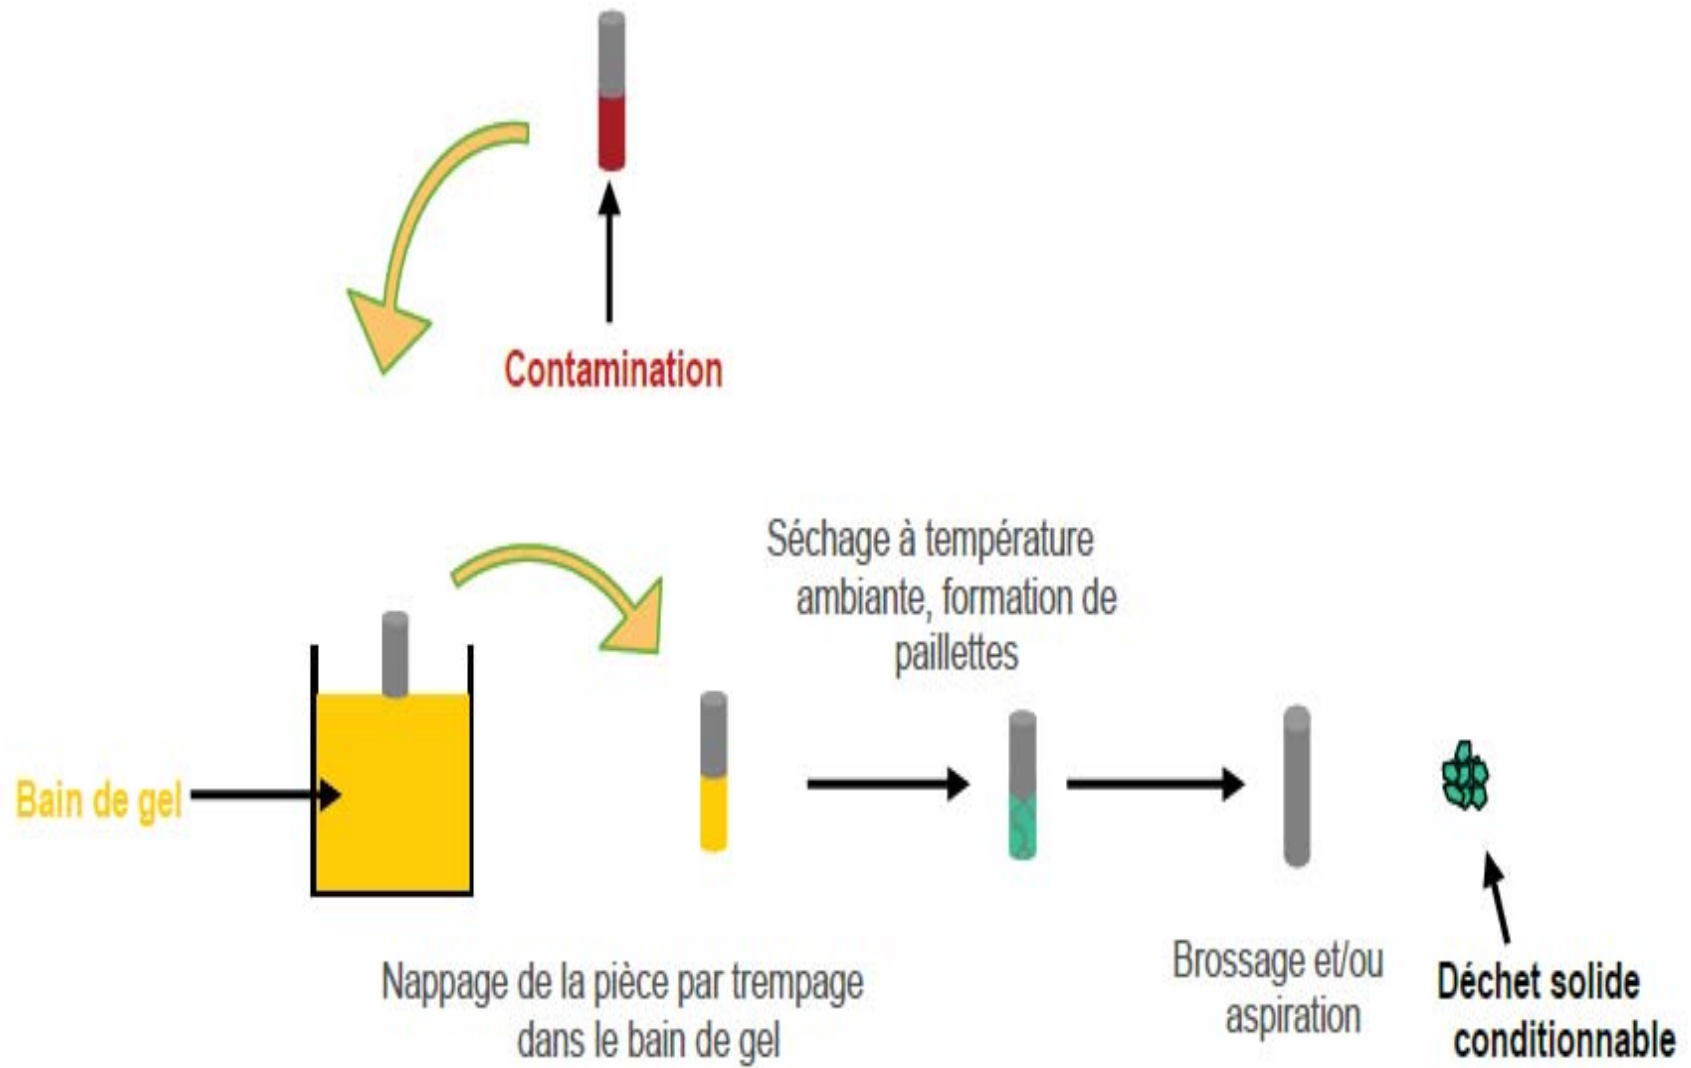 Contamination
Séchage à température
ambiante, formation de
paillettes
Bain de gel
Nappage de la pièce par trempage
dans le bain de gel
Brossage et/ou
aspiration
Déchet solide
conditionnable